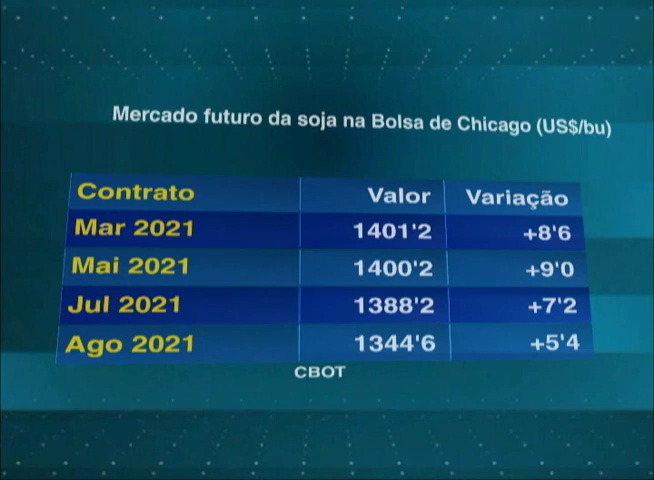 Mercado futuro da soja na Bolsa de Chicago (US$/bu)
Contrato Valor Variação
Mar 2021 1401'2 +8'6
Mai 2021 1400'2 +9'0
Jul 2021 1388'2 +7'2
Ago 2021 1344'6 +5'4
CBOT